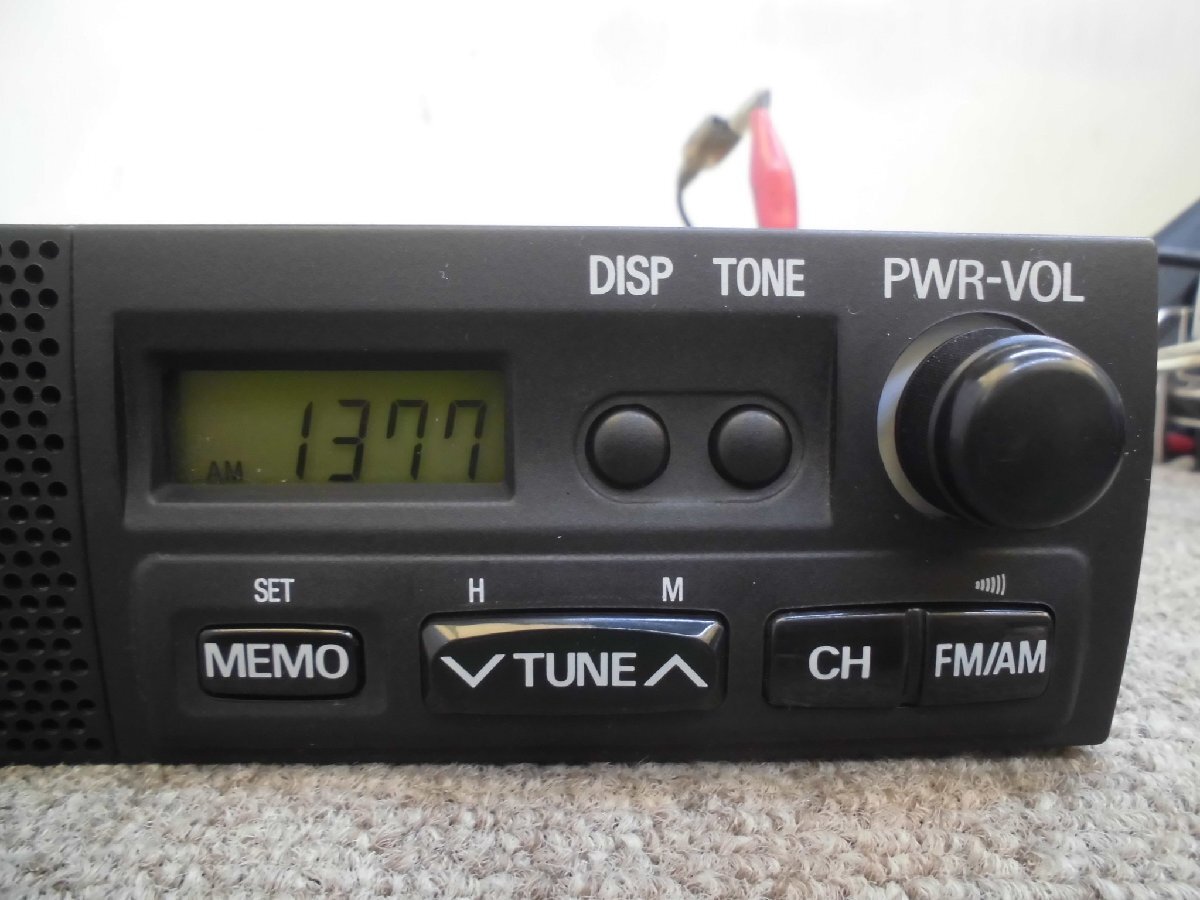 DISP TONE PWR-VOL
1377
AM
SET H M
MEMO TUNE CH FM/AM